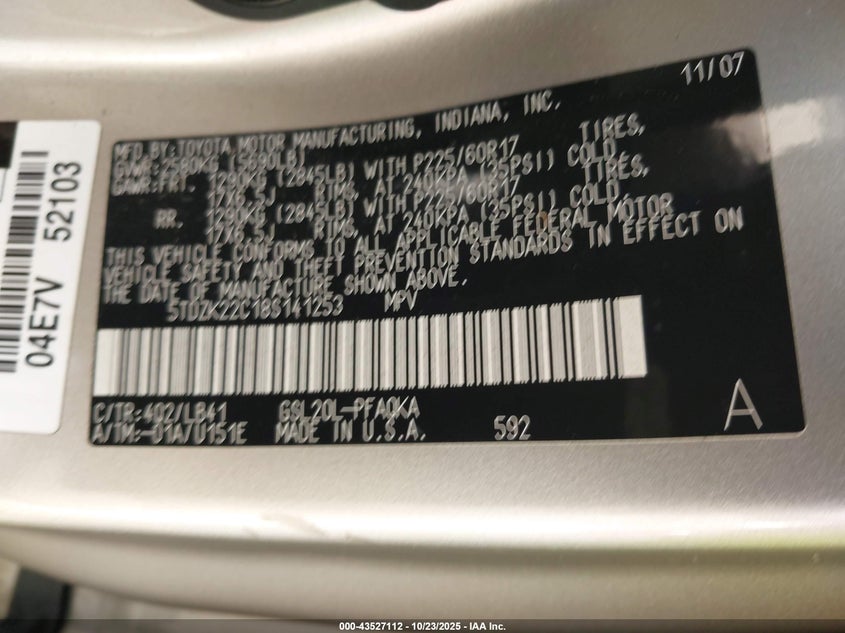 11/07
MFD.BY:TOYOTA MOTOR MANUFACTURING, INDIANA, INC.
GVWR:2580KG (5690LB)
GAWR:FRT. 1290KG (2845LB) WITH P225/60R17 TIRES,
17X6.5J RIMS, AT 240KPA (35PSI) COLD.
RR. 1290KG (2845LB) WITH P225/60R17 TIRES,
17X6.5J RIMS, AT 240KPA (35PSI) COLD.
THIS VEHICLE CONFORMS TO ALL APPLICABLE FEDERAL MOTOR
VEHICLE SAFETY AND THEFT PREVENTION STANDARDS IN EFFECT ON
THE DATE OF MANUFACTURE SHOWN ABOVE.
5TDZK22C18S141253 MPV
C/TR:4Q2/LB41 GSL20L-PFAQKA
A/TM:-01A/U151E MADE IN U.S.A. 592
A
04E7V 52103
000-43527112 - 10/23/2025 - IAA Inc.